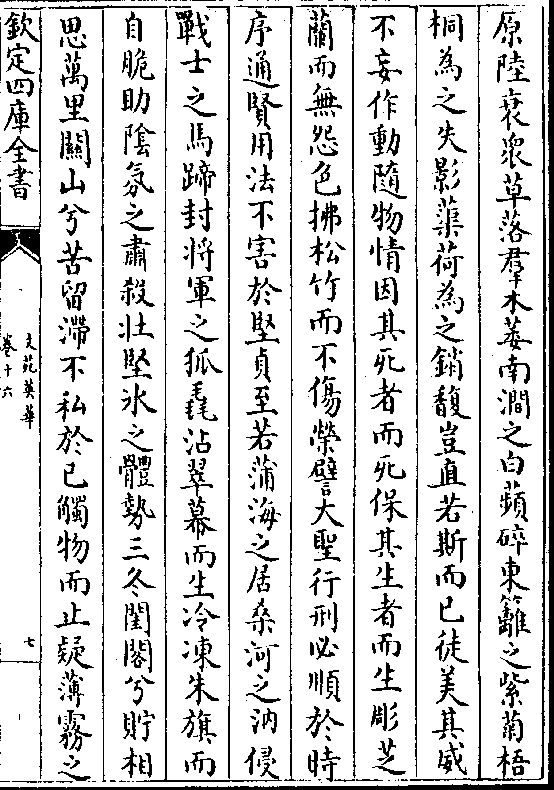 原陸衰衆草落羣木萎南澗之白蘋碎東籬之紫菊梧
桐為之失影蕖荷為之銷馥豈直若斯而已徒美其威
不妄作動隨物情因其死者而死保其生者而生彫芝
蘭而無怨色拂松竹而不傷榮譬大聖行刑必順於時
序通賢用法不害於堅貞至若蒲海之居桑河之汭侵
戰士之馬蹄封將軍之狐毳沾翠幕而生冷凍朱旗而
自脆助陰氛之肅殺壮堅氷之體勢三冬閨閣兮貯相
思萬里關山兮苦留滯不私於已觸物而止疑薄霧之
欽定四庫全書
文苑英華
卷十六
七